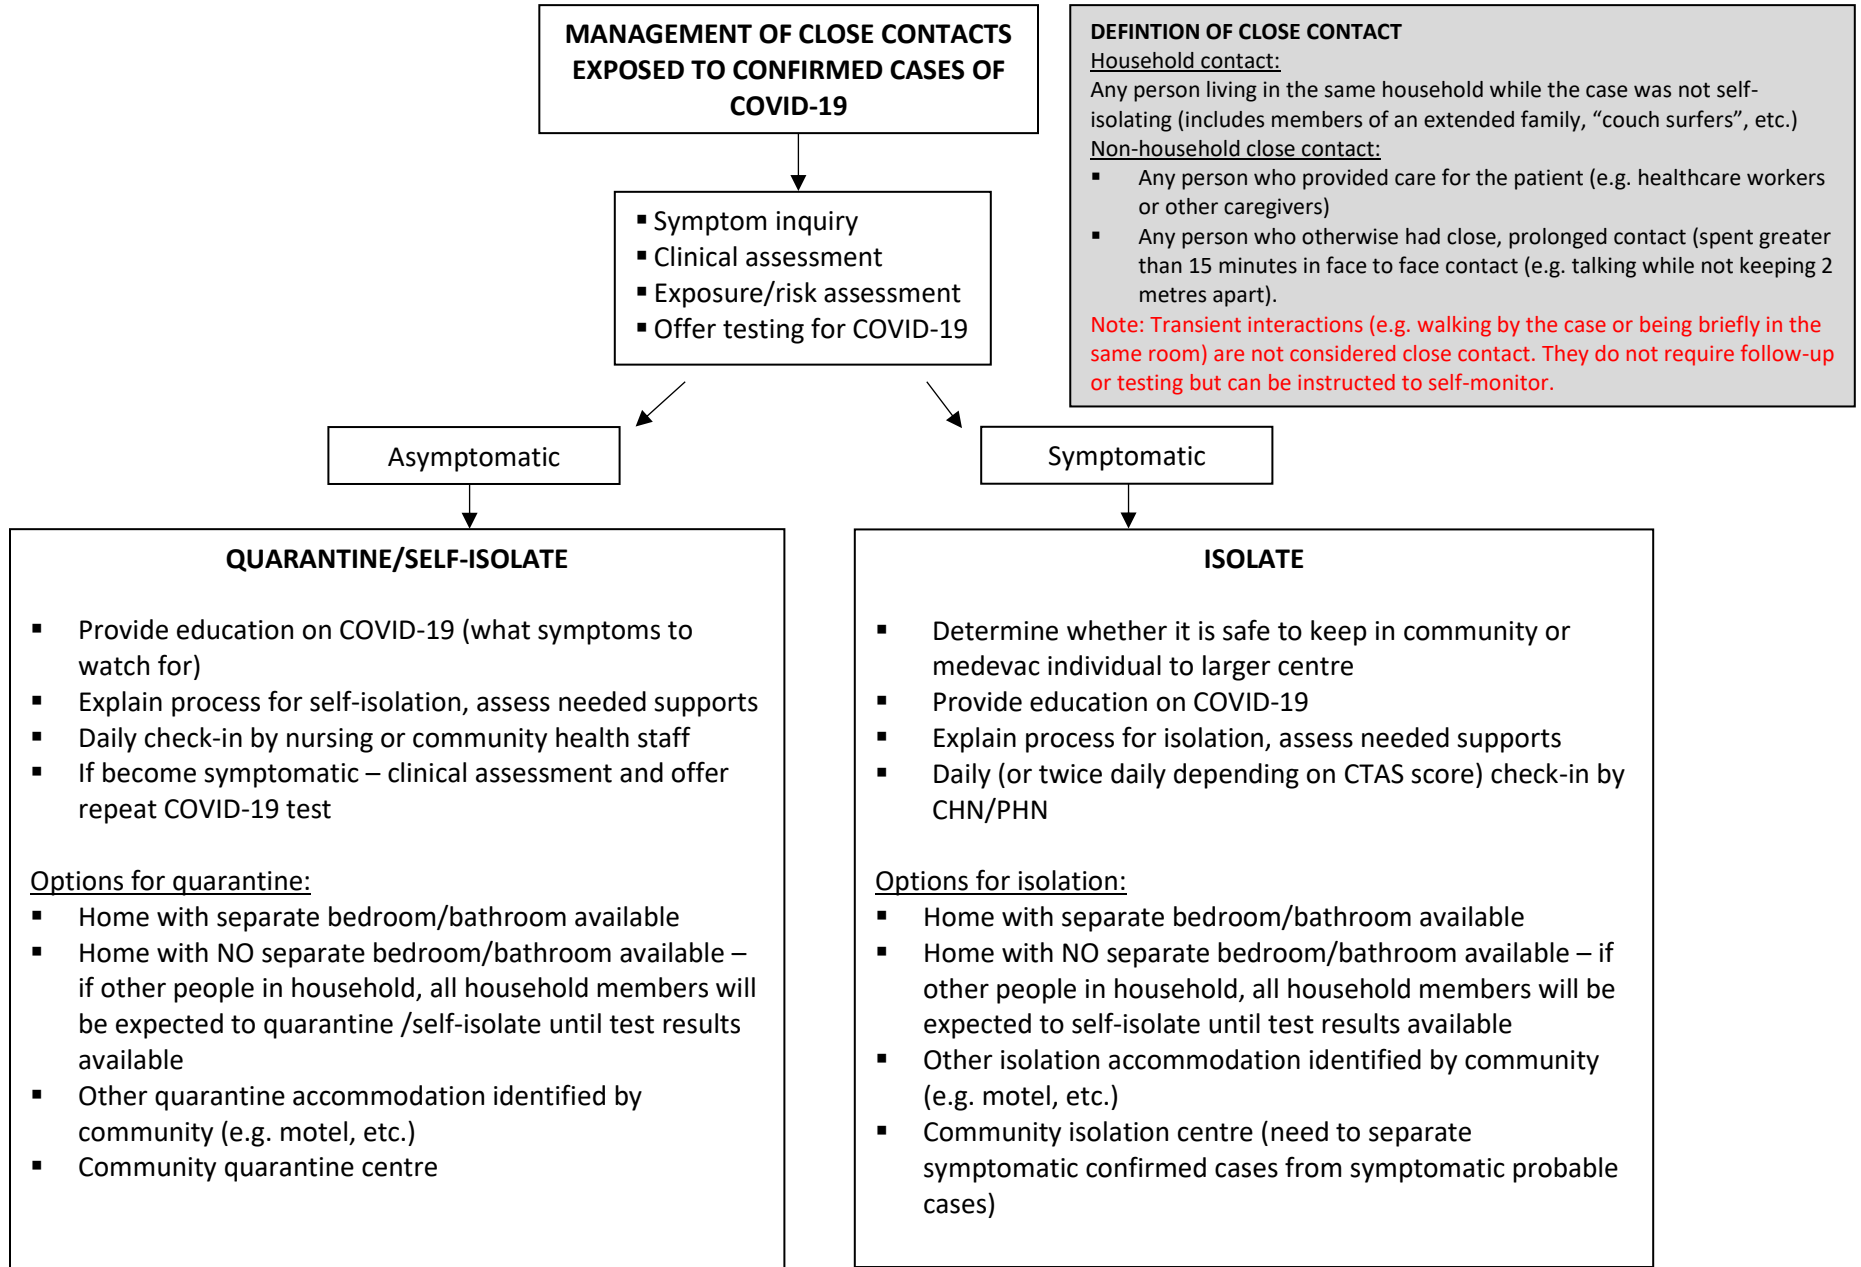 MANAGEMENT OF CLOSE CONTACTS
EXPOSED TO CONFIRMED CASES OF
COVID-19
DEFINTION OF CLOSE CONTACT
Household contact:
Any person living in the same household while the case was not self-
isolating (includes members of an extended family, “couch surfers”, etc.)
Non-household close contact:
▪ Any person who provided care for the patient (e.g. healthcare workers
or other caregivers)
▪ Any person who otherwise had close, prolonged contact (spent greater
than 15 minutes in face to face contact (e.g. talking while not keeping 2
metres apart).
Note: Transient interactions (e.g. walking by the case or being briefly in the
same room) are not considered close contact. They do not require follow-up
or testing but can be instructed to self-monitor.
▪ Symptom inquiry
▪ Clinical assessment
▪ Exposure/risk assessment
▪ Offer testing for COVID-19
Asymptomatic
Symptomatic
QUARANTINE/SELF-ISOLATE
▪ Provide education on COVID-19 (what symptoms to
watch for)
▪ Explain process for self-isolation, assess needed supports
▪ Daily check-in by nursing or community health staff
▪ If become symptomatic – clinical assessment and offer
repeat COVID-19 test
Options for quarantine:
▪ Home with separate bedroom/bathroom available
▪ Home with NO separate bedroom/bathroom available –
if other people in household, all household members will
be expected to quarantine /self-isolate until test results
available
▪ Other quarantine accommodation identified by
community (e.g. motel, etc.)
▪ Community quarantine centre
ISOLATE
▪ Determine whether it is safe to keep in community or
medevac individual to larger centre
▪ Provide education on COVID-19
▪ Explain process for isolation, assess needed supports
▪ Daily (or twice daily depending on CTAS score) check-in by
CHN/PHN
Options for isolation:
▪ Home with separate bedroom/bathroom available
▪ Home with NO separate bedroom/bathroom available – if
other people in household, all household members will be
expected to self-isolate until test results available
▪ Other isolation accommodation identified by community
(e.g. motel, etc.)
▪ Community isolation centre (need to separate
symptomatic confirmed cases from symptomatic probable
cases)